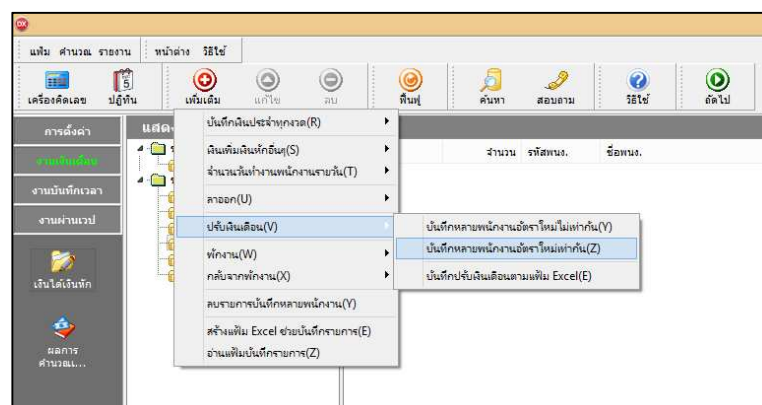 แฟ้ม คำนวณ รายงาน หน้าต่าง วิธีใช้
เครื่องคิดเลข ปฏิทิน เพิ่มเติม แก้ไข ลบ ฟื้นฟู ค้นหา สอบถาม วิธีใช้ ถัดไป
การตั้งค่า
งานเงินเดือน
งานบันทึกเวลา
งานผ่านเวป
เงินได้เงินหัก
ผลการ
คำนวณเ...
แสดง
จำนวน รหัสพนง. ชื่อพนง.
บันทึกเงินประจำทุกงวด(R)
เงินเพิ่มเงินหักอื่นๆ(S)
จำนวนวันทำงานพนักงานรายวัน(T)
ลาออก(U)
ปรับเงินเดือน(V)
พักงาน(W)
กลับจากพักงาน(X)
ลบรายการบันทึกหลายพนักงาน(Y)
สร้างแฟ้ม Excel ช่วยบันทึกรายการ(E)
อ่านแฟ้มบันทึกรายการ(Z)
บันทึกหลายพนักงานอัตราใหม่ไม่เท่ากัน(Y)
บันทึกหลายพนักงานอัตราใหม่เท่ากัน(Z)
บันทึกปรับเงินเดือนตามแฟ้ม Excel(E)